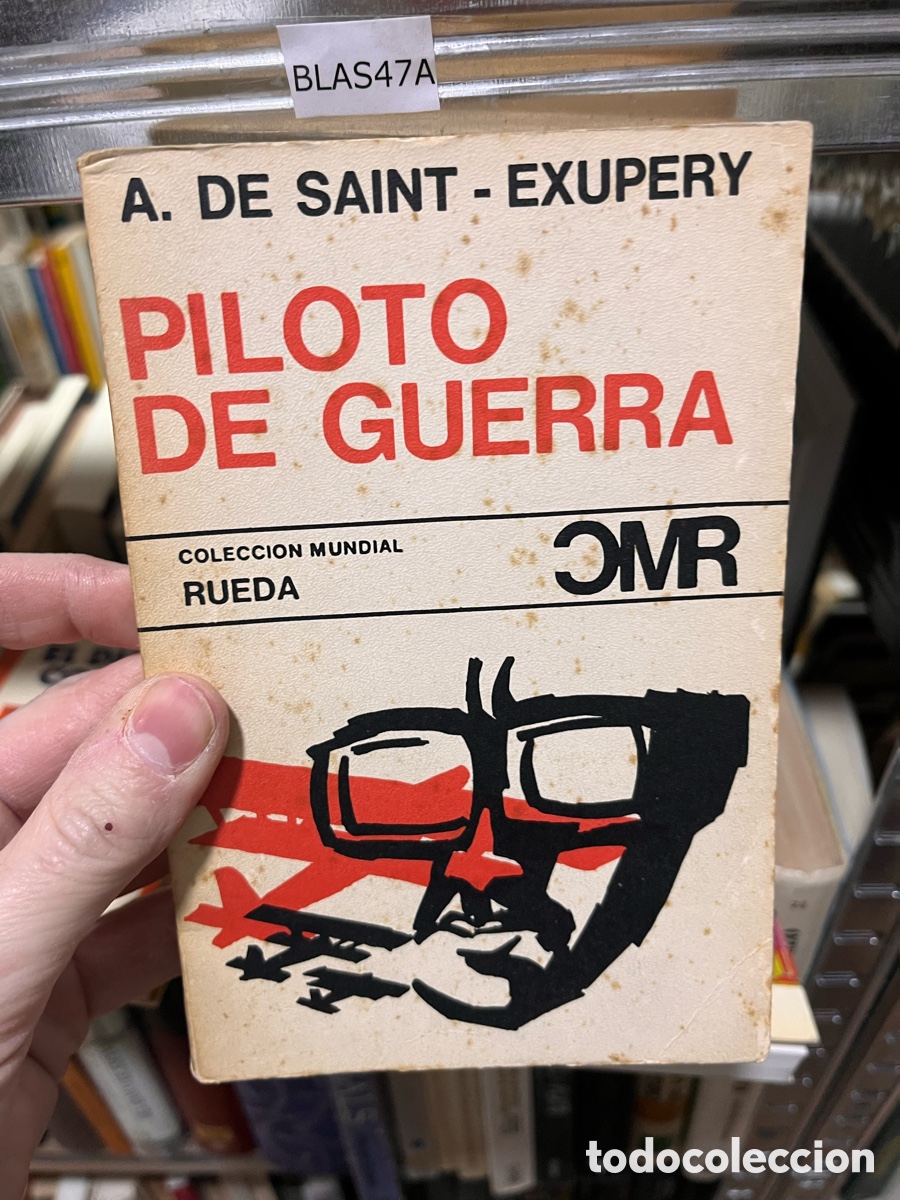 BLAS47A
A. DE SAINT - EXUPERY
PILOTO
DE GUERRA
COLECCION MUNDIAL
RUEDA
CMR
todocoleccion